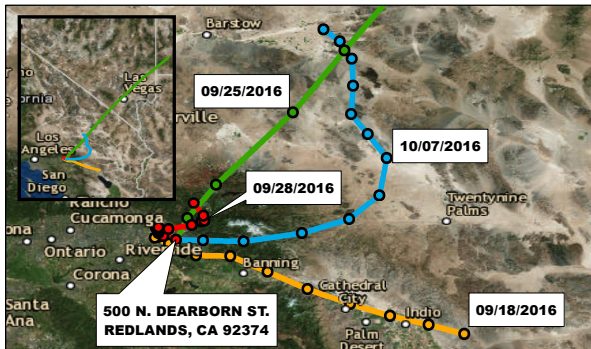 Barstow
Las
Vegas
ornia
Los
Angeles
San
Diego
09/25/2016
rville
10/07/2016
09/28/2016
Rancho
Cucamonga
Twentynine
Palms
ona
Ontario
Riverside
Corona
Banning
500 N. DEARBORN ST.
REDLANDS, CA 92374
Cathedral
City
Indio
09/18/2016
Santa
Ana
Palm
Desert